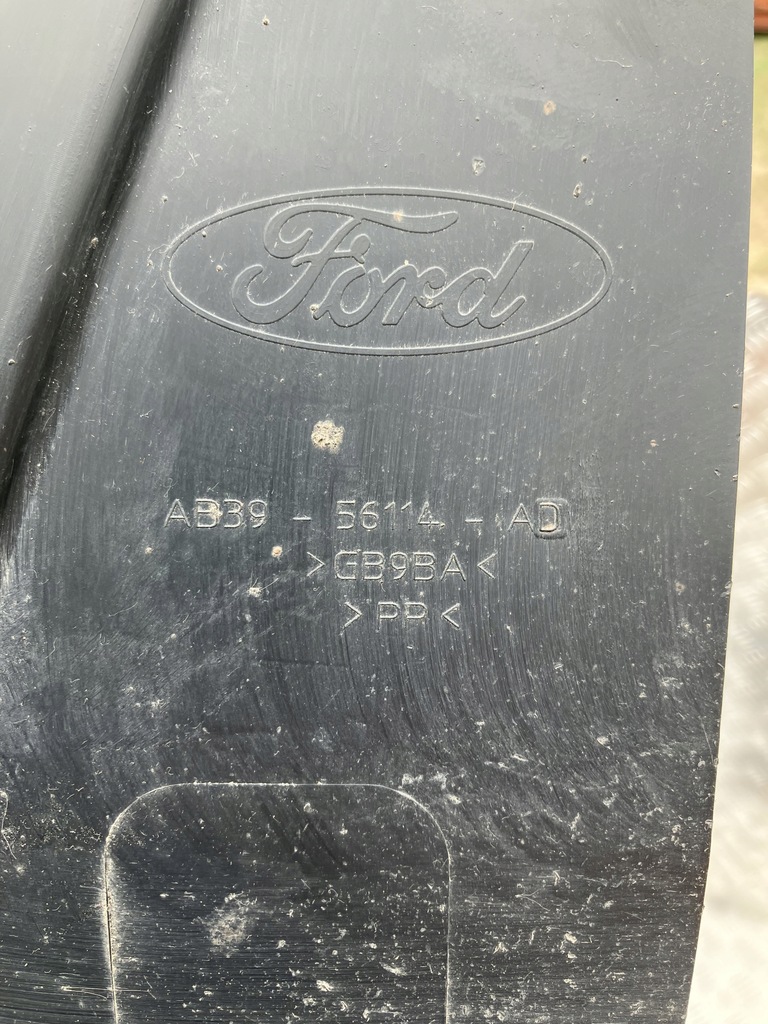 Ford
AB39 - 56114 - AD
>GB9BA<
>PP<